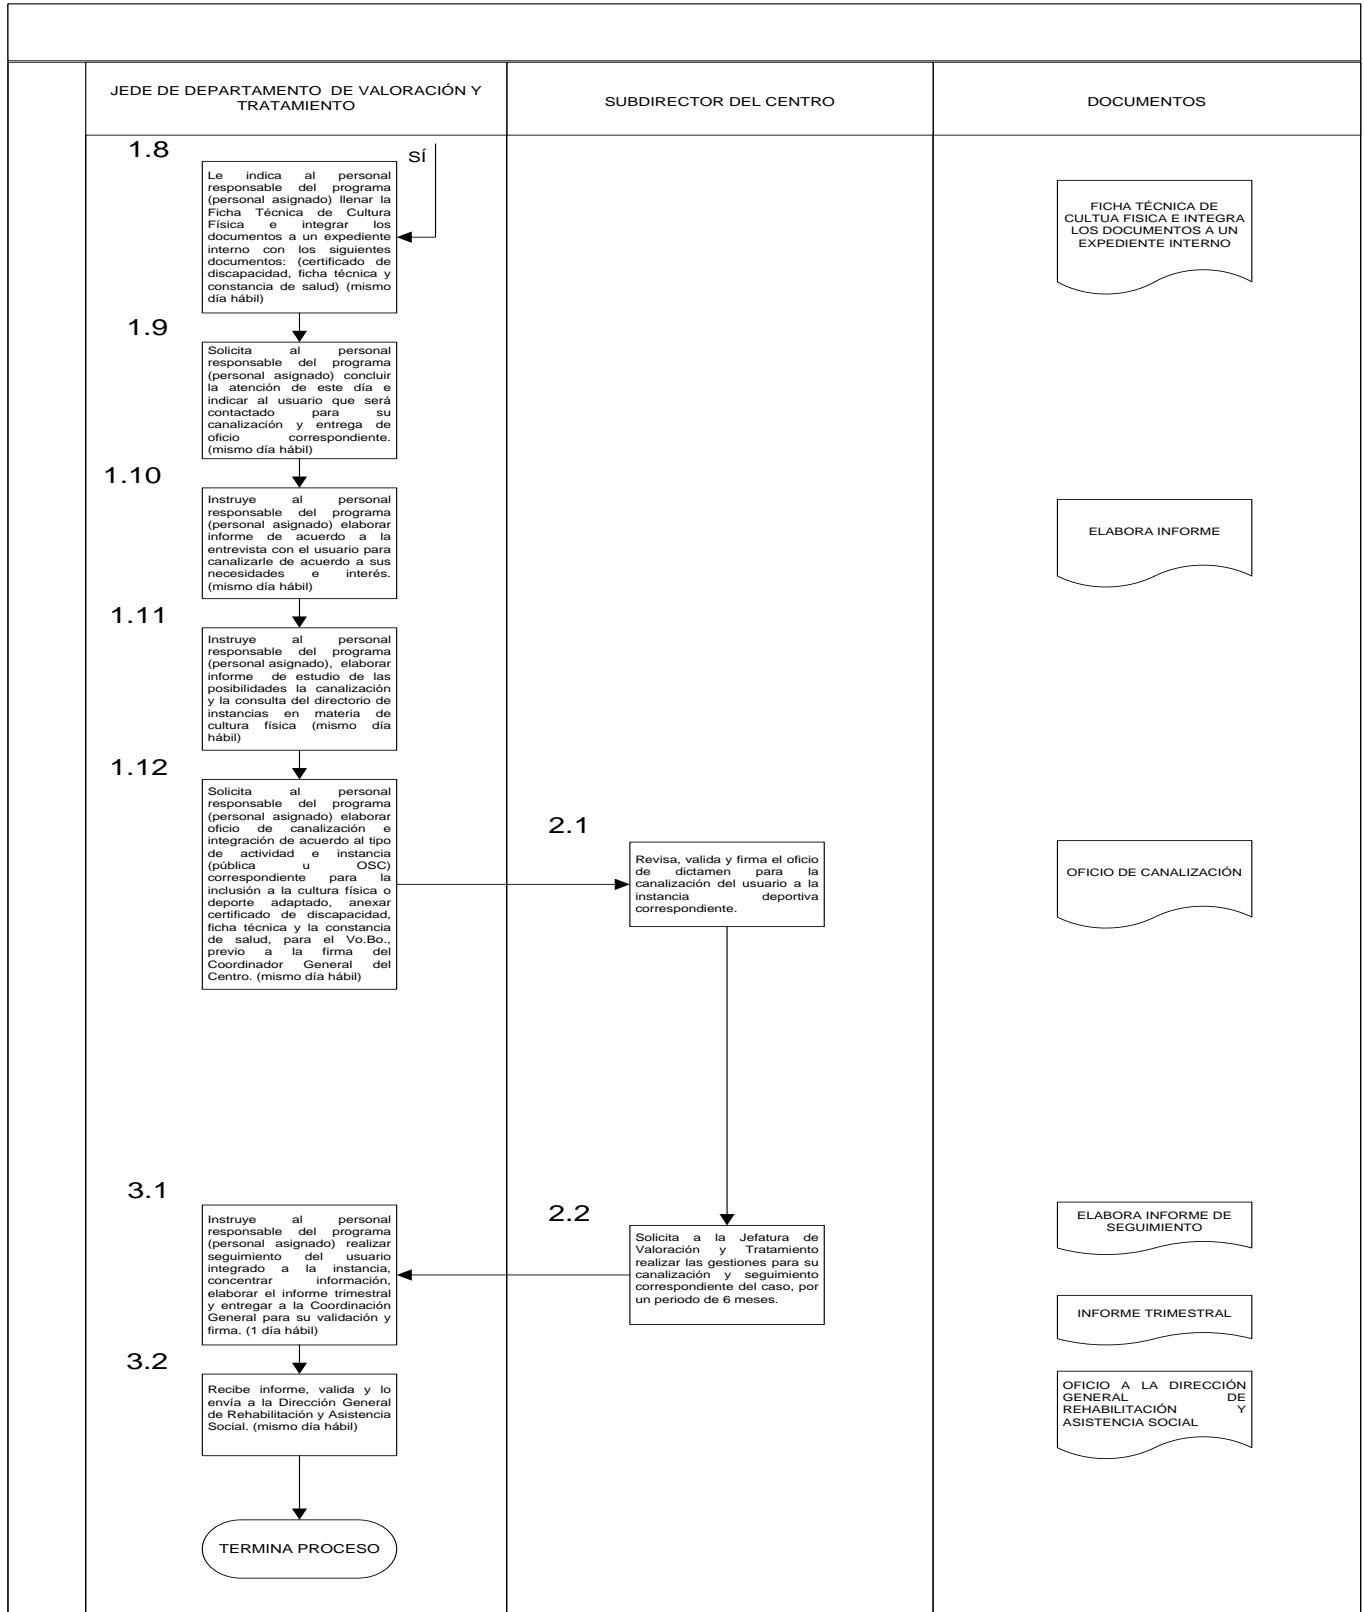 JEDE DE DEPARTAMENTO DE VALORACIÓN Y
TRATAMIENTO
SUBDIRECTOR DEL CENTRO
DOCUMENTOS
1.8
SÍ
Le indica al personal
responsable del programa
(personal asignado) llenar la
Ficha Técnica de Cultura
Física e integrar los
documentos a un expediente
interno con los siguientes
documentos: (certificado de
discapacidad, ficha técnica y
constancia de salud) (mismo
día hábil)
FICHA TÉCNICA DE
CULTUA FISICA E INTEGRA
LOS DOCUMENTOS A UN
EXPEDIENTE INTERNO
1.9
Solicita al personal
responsable del programa
(personal asignado) concluir
la atención de este día e
indicar al usuario que será
contactado para su
canalización y entrega de
oficio correspondiente.
(mismo día hábil)
1.10
Instruye al personal
responsable del programa
(personal asignado) elaborar
informe de acuerdo a la
entrevista con el usuario para
canalizarle de acuerdo a sus
necesidades e interés.
(mismo día hábil)
ELABORA INFORME
1.11
Instruye al personal
responsable del programa
(personal asignado), elaborar
informe de estudio de las
posibilidades la canalización
y la consulta del directorio de
instancias en materia de
cultura física (mismo día
hábil)
1.12
Solicita al personal
responsable del programa
(personal asignado) elaborar
oficio de canalización e
integración de acuerdo al tipo
de actividad e instancia
(pública u OSC)
correspondiente para la
inclusión a la cultura física o
deporte adaptado, anexar
certificado de discapacidad,
ficha técnica y la constancia
de salud, para el Vo.Bo.,
previo a la firma del
Coordinador General del
Centro. (mismo día hábil)
2.1
Revisa, valida y firma el oficio
de dictamen para la
canalización del usuario a la
instancia deportiva
correspondiente.
OFICIO DE CANALIZACIÓN
3.1
Instruye al personal
responsable del programa
(personal asignado) realizar
seguimiento del usuario
integrado a la instancia,
concentrar información,
elaborar el informe trimestral
y entregar a la Coordinación
General para su validación y
firma. (1 día hábil)
2.2
Solicita a la Jefatura de
Valoración y Tratamiento
realizar las gestiones para su
canalización y seguimiento
correspondiente del caso, por
un periodo de 6 meses.
ELABORA INFORME DE
SEGUIMIENTO
INFORME TRIMESTRAL
3.2
Recibe informe, valida y lo
envía a la Dirección General
de Rehabilitación y Asistencia
Social. (mismo día hábil)
OFICIO A LA DIRECCIÓN
GENERAL DE
REHABILITACIÓN Y
ASISTENCIA SOCIAL
TERMINA PROCESO